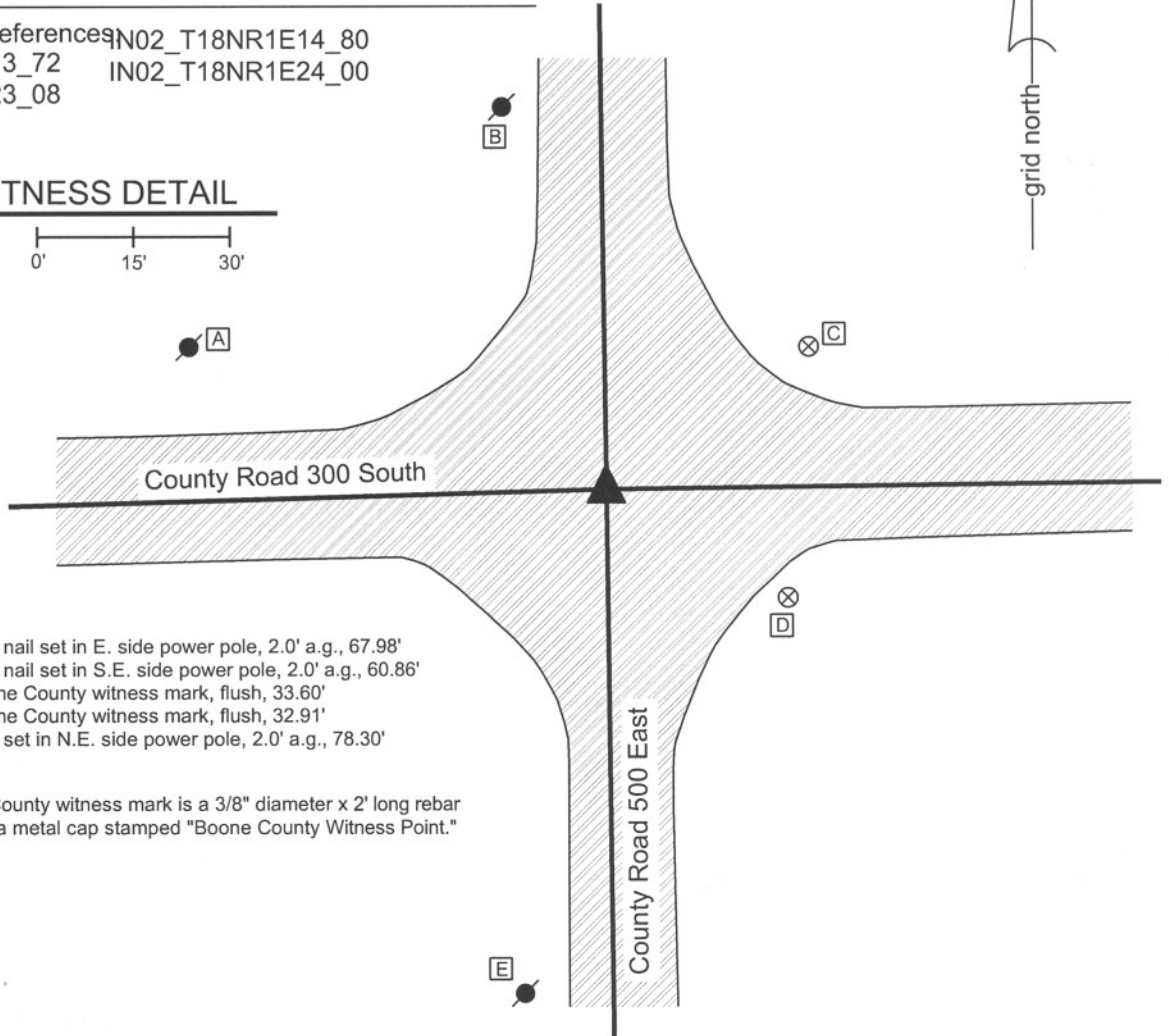 eferences:
IN02_T18NR1E14_80
3_72
IN02_T18NR1E24_00
3_08
B
grid north
TNESS DETAIL
0' 15' 30'
A
C
County Road 300 South
D
nail set in E. side power pole, 2.0' a.g., 67.98'
nail set in S.E. side power pole, 2.0' a.g., 60.86'
ne County witness mark, flush, 33.60'
ne County witness mark, flush, 32.91'
set in N.E. side power pole, 2.0' a.g., 78.30'
County Road 500 East
County witness mark is a 3/8" diameter x 2' long rebar
a metal cap stamped "Boone County Witness Point."
E